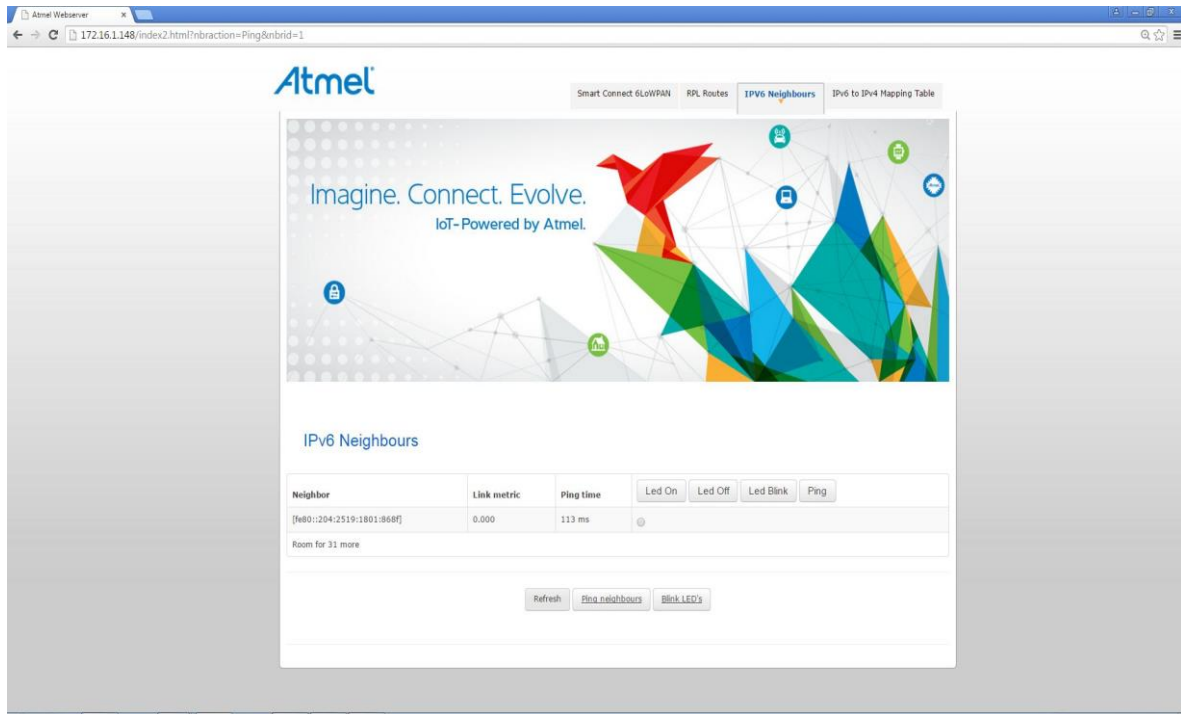 Atmel Webserver
172.16.1.148/index2.html?nbraction=Ping&nbrid=1
Atmel
Smart Connect 6LoWPAN RPL Routes IPV6 Neighbours IPv6 to IPv4 Mapping Table
Imagine. Connect. Evolve.
IoT-Powered by Atmel.
IPv6 Neighbours
Neighbor Link metric Ping time Led On Led Off Led Blink Ping
[fe80::204:2519:1801:868f] 0.000 113 ms
Room for 31 more
Refresh Ping neighbours Blink LED's